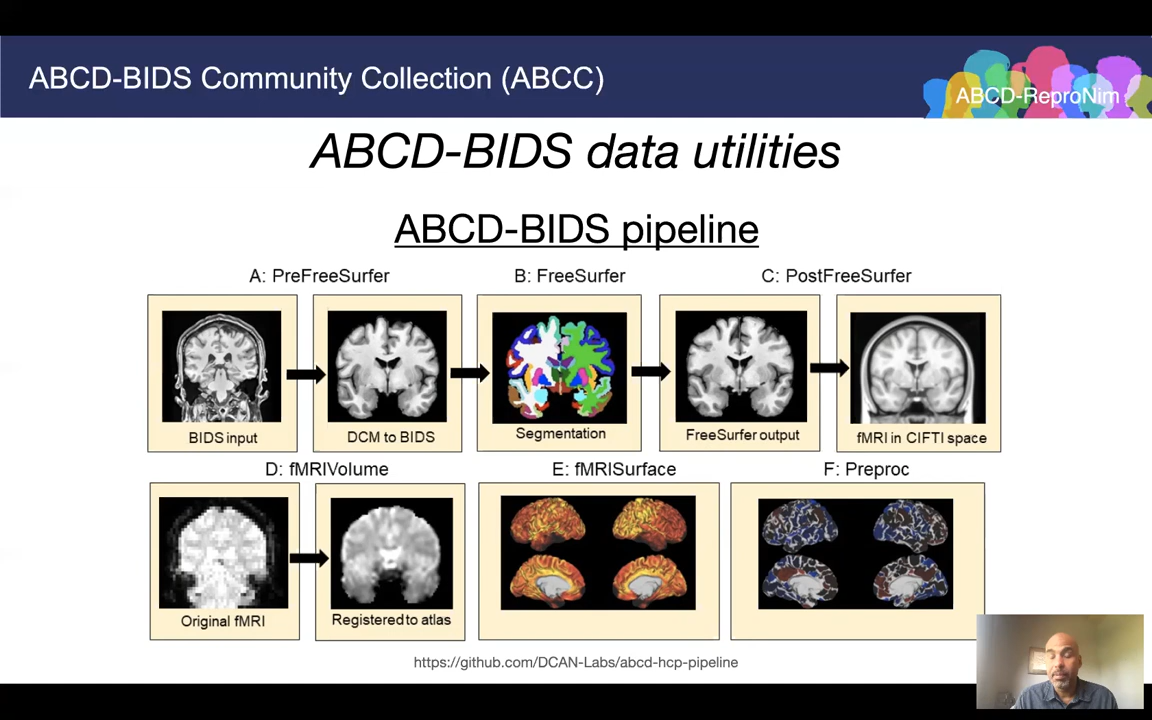 ABCD-BIDS Community Collection (ABCC)
ABCD-ReproNim
ABCD-BIDS data utilities
ABCD-BIDS pipeline
A: PreFreeSurfer
B: FreeSurfer
C: PostFreeSurfer
BIDS input
DCM to BIDS
Segmentation
FreeSurfer output
fMRI in CIFTI space
D: fMRIVolume
E: fMRISurface
F: Preproc
Original fMRI
Registered to atlas
https://github.com/DCAN-Labs/abcd-hcp-pipeline